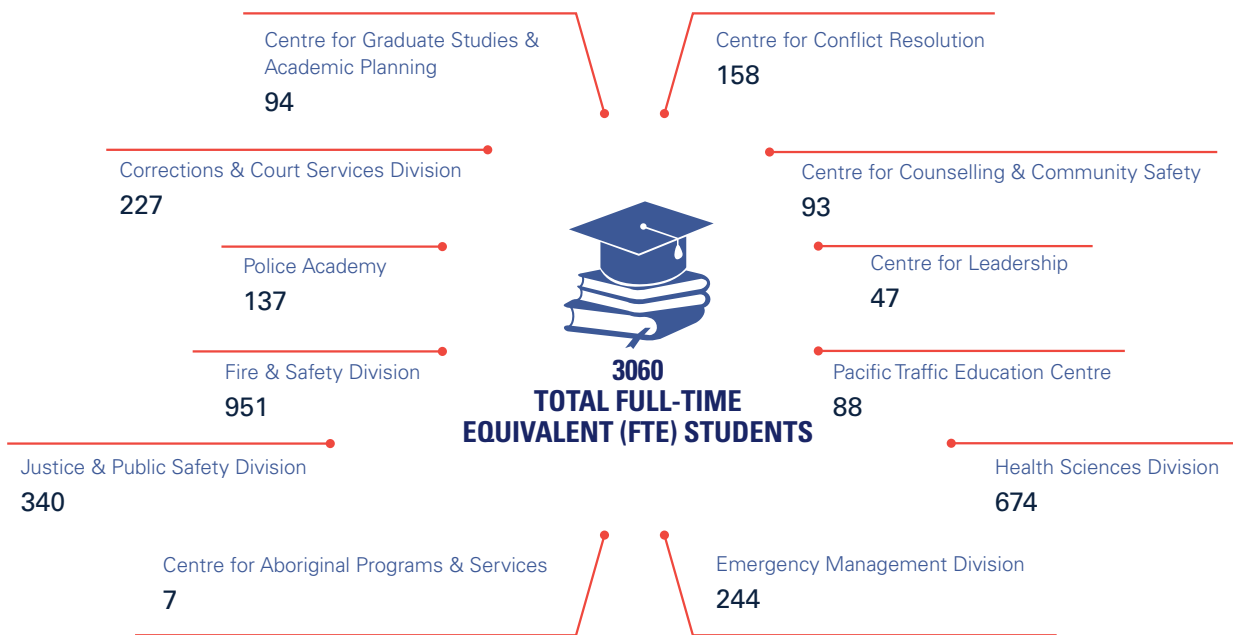 Centre for Graduate Studies &
Academic Planning
94
Centre for Conflict Resolution
158
Corrections & Court Services Division
227
Centre for Counselling & Community Safety
93
Police Academy
137
Centre for Leadership
47
Fire & Safety Division
951
Pacific Traffic Education Centre
88
3060
TOTAL FULL-TIME
EQUIVALENT (FTE) STUDENTS
Justice & Public Safety Division
340
Health Sciences Division
674
Centre for Aboriginal Programs & Services
7
Emergency Management Division
244